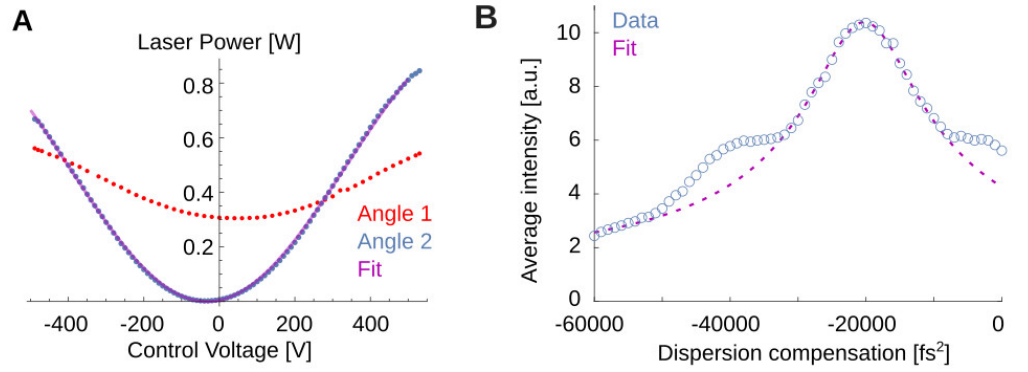 A
Laser Power [W]
0.8
0.6
0.4
0.2
Angle 1
Angle 2
Fit
-400 -200 0 200 400
Control Voltage [V]
B
Data
Fit
Average intensity [a.u.]
10
8
6
4
2
0
-60000 -40000 -20000 0
Dispersion compensation [fs²]